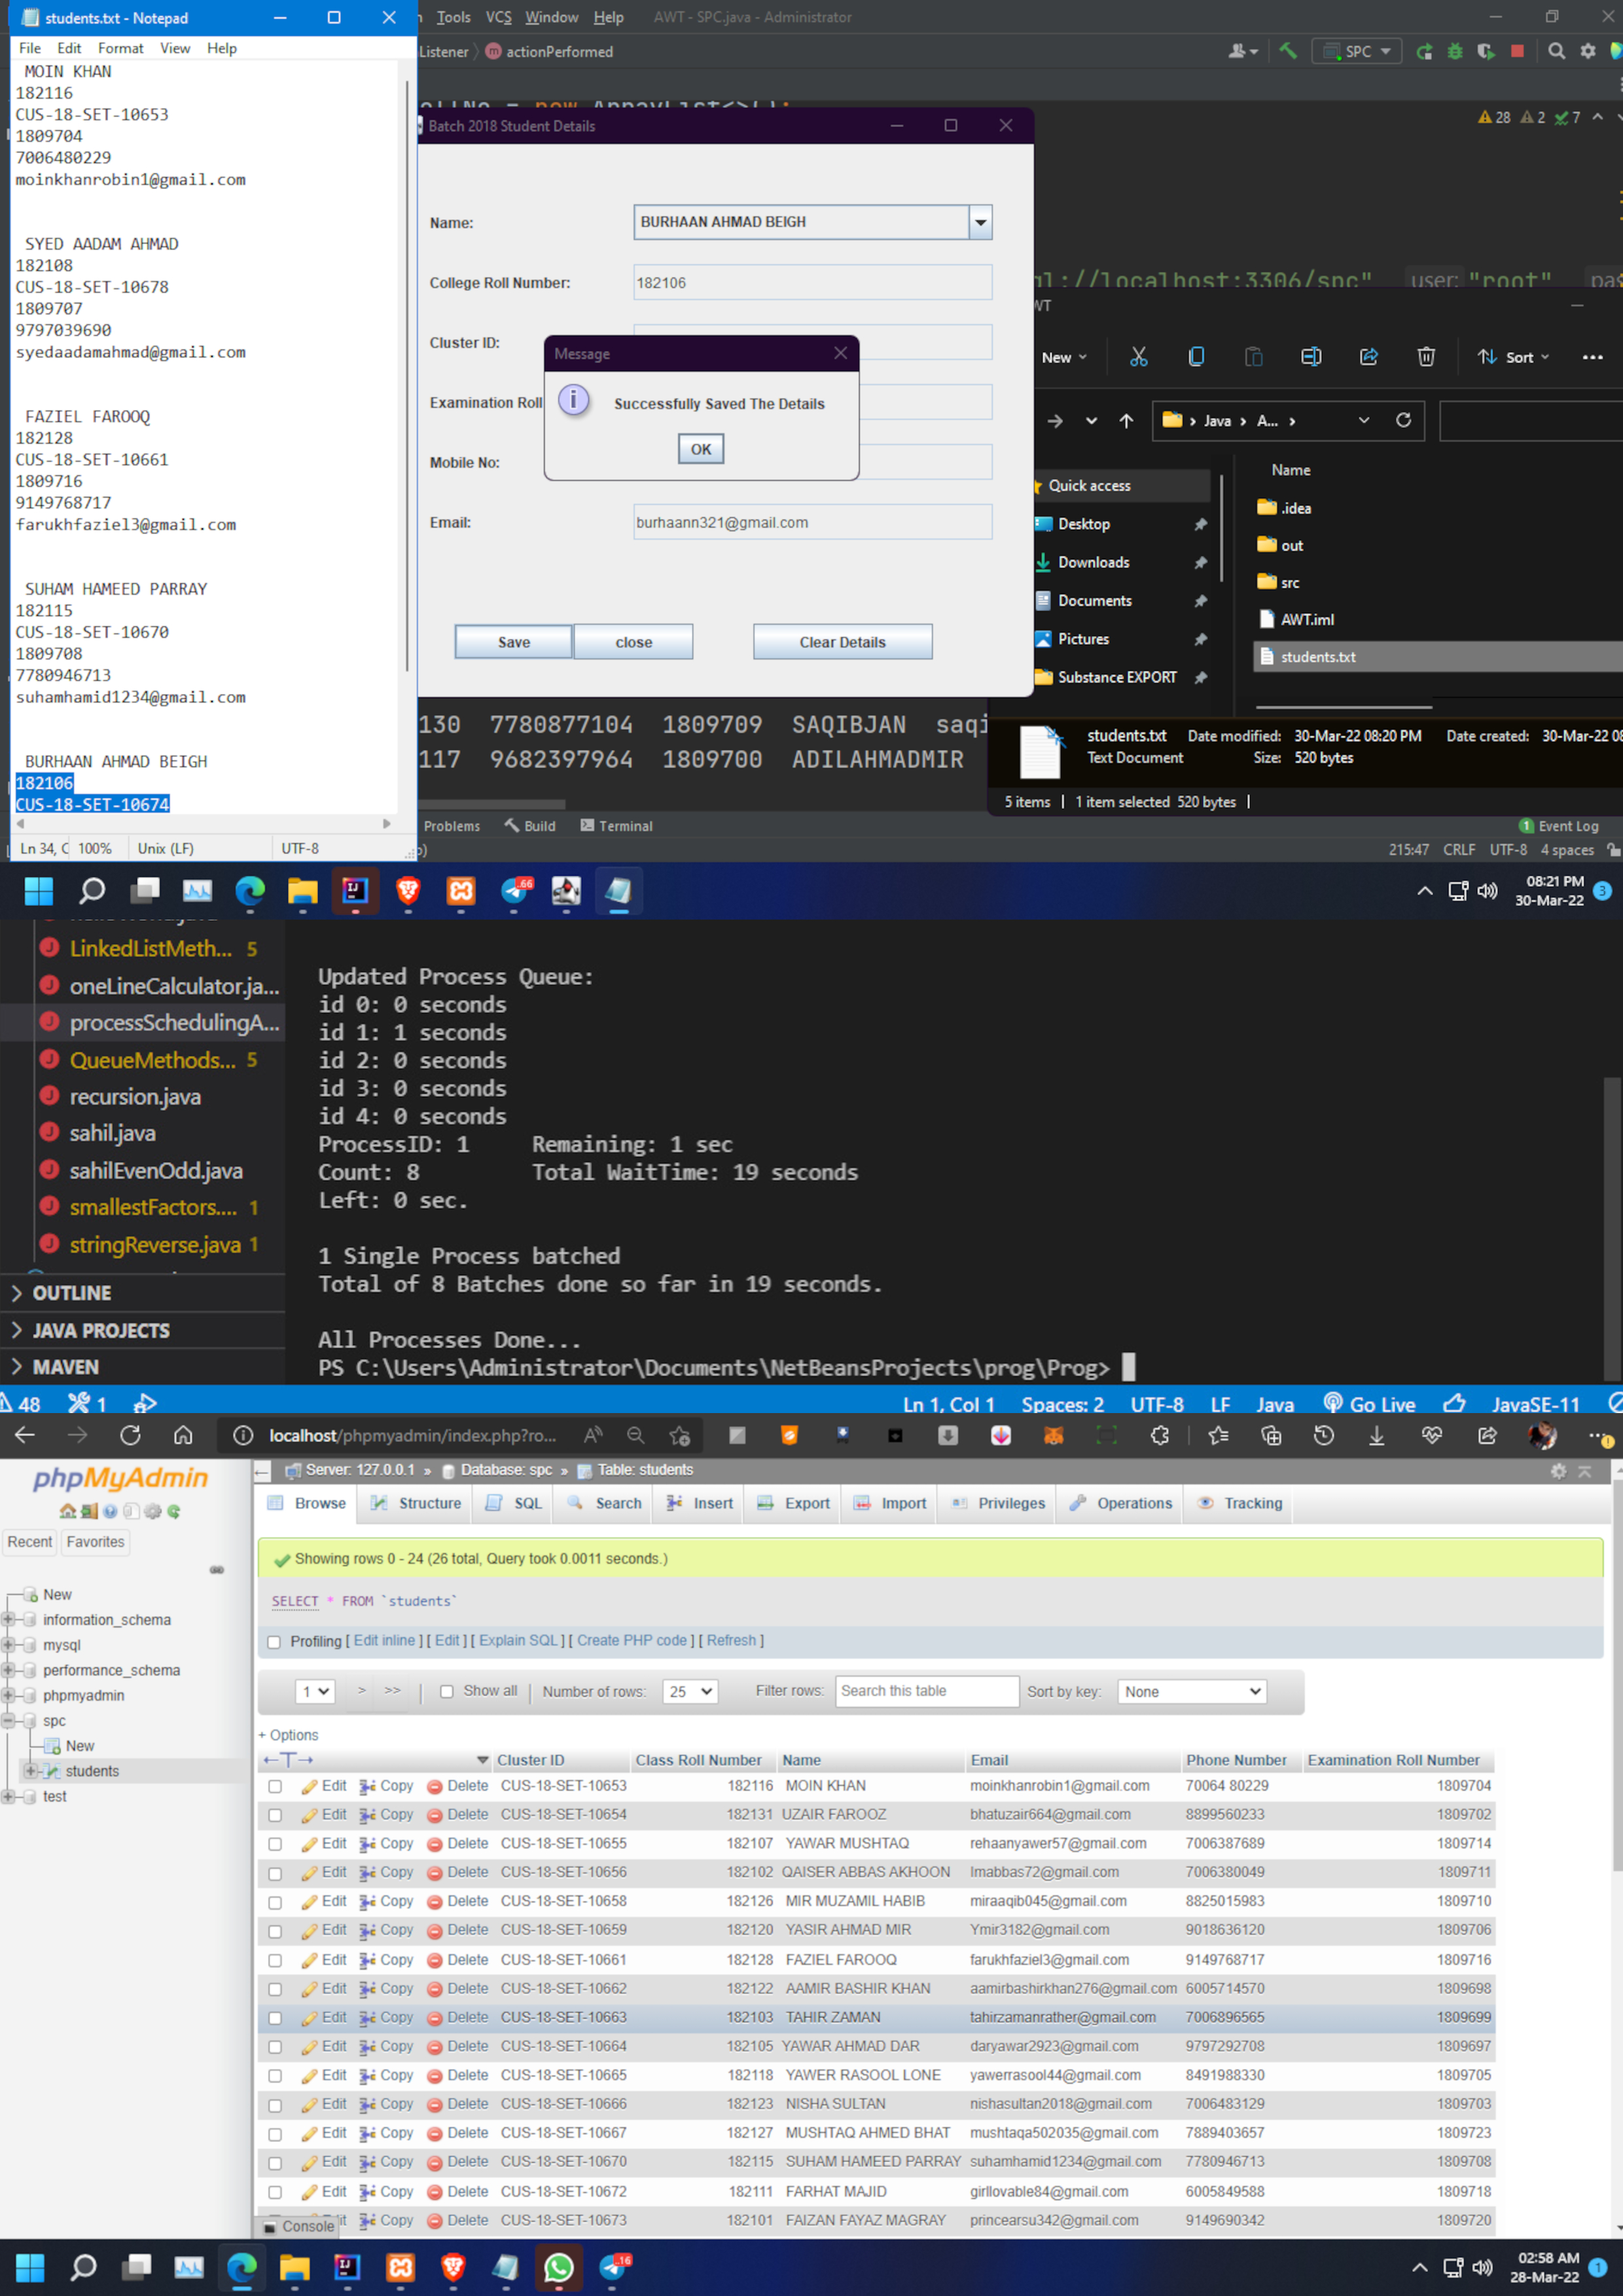 students.txt - Notepad
File Edit Format View Help
MOIN KHAN
182116
CUS-18-SET-10653
1809704
7006480229
moinkhanrobin1@gmail.com
SYED AADAM AHMAD
182108
CUS-18-SET-10678
1809707
9797039690
syedaadamahmad@gmail.com
FAZIEL FAROOQ
182128
CUS-18-SET-10661
1809716
9149768717
farukhfaziel3@gmail.com
SUHAM HAMEED PARRAY
182115
CUS-18-SET-10670
1809708
7780946713
suhamhamid1234@gmail.com
BURHAAN AHMAD BEIGH
182106
CUS-18-SET-10674
Ln 34, C 100% Unix (LF) UTF-8
Tools VCS Window Help AWT - SPC.java - Administrator
Listener actionPerformed SPC
= new ArrayList<>();
28 2 7
Batch 2018 Student Details
Name: BURHAAN AHMAD BEIGH
College Roll Number: 182106
Cluster ID:
Examination Roll
Mobile No:
Email: burhaann321@gmail.com
Message
Successfully Saved The Details
OK
Save close Clear Details
://localhost:3306/spc" user: "root" pas
New Sort
Java A...
Name
Quick access
Desktop
Downloads
Documents
Pictures
Substance EXPORT
.idea
out
src
AWT.iml
students.txt
students.txt Date modified: 30-Mar-22 08:20 PM Date created: 30-Mar-22
Text Document Size: 520 bytes
5 items 1 item selected 520 bytes
130 7780877104 1809709 SAQIBJAN saqi
117 9682397964 1809700 ADILAHMADMIR
Problems Build Terminal
1 Event Log
215:47 CRLF UTF-8 4 spaces
66
08:21 PM
30-Mar-22 3
LinkedListMeth... 5
oneLineCalculator.ja...
processSchedulingA...
QueueMethods... 5
recursion.java
sahil.java
sahilEvenOdd.java
smallestFactors.... 1
stringReverse.java 1
OUTLINE
JAVA PROJECTS
MAVEN
Updated Process Queue:
id 0: 0 seconds
id 1: 1 seconds
id 2: 0 seconds
id 3: 0 seconds
id 4: 0 seconds
ProcessID: 1 Remaining: 1 sec
Count: 8 Total WaitTime: 19 seconds
Left: 0 sec.
1 Single Process batched
Total of 8 Batches done so far in 19 seconds.
All Processes Done...
PS C:\Users\Administrator\Documents\NetBeansProjects\prog\Prog>
48 1 Ln 1, Col 1 Spaces: 2 UTF-8 LF Java Go Live JavaSE-11
localhost/phpmyadmin/index.php?ro...
phpMyAdmin
Recent Favorites
New
information_schema
mysql
performance_schema
phpmyadmin
spc
New
students
test
Server: 127.0.0.1 » Database: spc » Table: students
Browse Structure SQL Search Insert Export Import Privileges Operations Tracking
Showing rows 0 - 24 (26 total, Query took 0.0011 seconds.)
SELECT * FROM `students`
Profiling [ Edit inline ] [ Edit ] [ Explain SQL ] [ Create PHP code ] [ Refresh ]
1 > >> Show all Number of rows: 25 Filter rows: Search this table Sort by key: None
+ Options
←T→ Cluster ID Class Roll Number Name Email Phone Number Examination Roll Number
Edit Copy Delete CUS-18-SET-10653 182116 MOIN KHAN moinkhanrobin1@gmail.com 70064 80229 1809704
Edit Copy Delete CUS-18-SET-10654 182131 UZAIR FAROOZ bhatuzair664@gmail.com 8899560233 1809702
Edit Copy Delete CUS-18-SET-10655 182107 YAWAR MUSHTAQ rehaanyawer57@gmail.com 7006387689 1809714
Edit Copy Delete CUS-18-SET-10656 182102 QAISER ABBAS AKHOON Imabbas72@gmail.com 7006380049 1809711
Edit Copy Delete CUS-18-SET-10658 182126 MIR MUZAMIL HABIB miraaqib045@gmail.com 8825015983 1809710
Edit Copy Delete CUS-18-SET-10659 182120 YASIR AHMAD MIR Ymir3182@gmail.com 9018636120 1809706
Edit Copy Delete CUS-18-SET-10661 182128 FAZIEL FAROOQ farukhfaziel3@gmail.com 9149768717 1809716
Edit Copy Delete CUS-18-SET-10662 182122 AAMIR BASHIR KHAN aamirbashirkhan276@gmail.com 6005714570 1809698
Edit Copy Delete CUS-18-SET-10663 182103 TAHIR ZAMAN tahirzamanrather@gmail.com 7006896565 1809699
Edit Copy Delete CUS-18-SET-10664 182105 YAWAR AHMAD DAR daryawar2923@gmail.com 9797292708 1809697
Edit Copy Delete CUS-18-SET-10665 182118 YAWER RASOOL LONE yawerrasool44@gmail.com 8491988330 1809705
Edit Copy Delete CUS-18-SET-10666 182123 NISHA SULTAN nishasultan2018@gmail.com 7006483129 1809703
Edit Copy Delete CUS-18-SET-10667 182127 MUSHTAQ AHMED BHAT mushtaqa502035@gmail.com 7889403657 1809723
Edit Copy Delete CUS-18-SET-10670 182115 SUHAM HAMEED PARRAY suhamhamid1234@gmail.com 7780946713 1809708
Edit Copy Delete CUS-18-SET-10672 182111 FARHAT MAJID girllovable84@gmail.com 6005849588 1809718
Copy Delete CUS-18-SET-10673 182101 FAIZAN FAYAZ MAGRAY princearsu342@gmail.com 9149690342 1809720
Console
16
02:58 AM
28-Mar-22 1